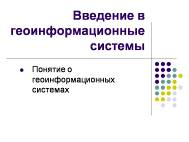 Введение в
геоинформационные
системы
Понятие о
геоинформационных
системах